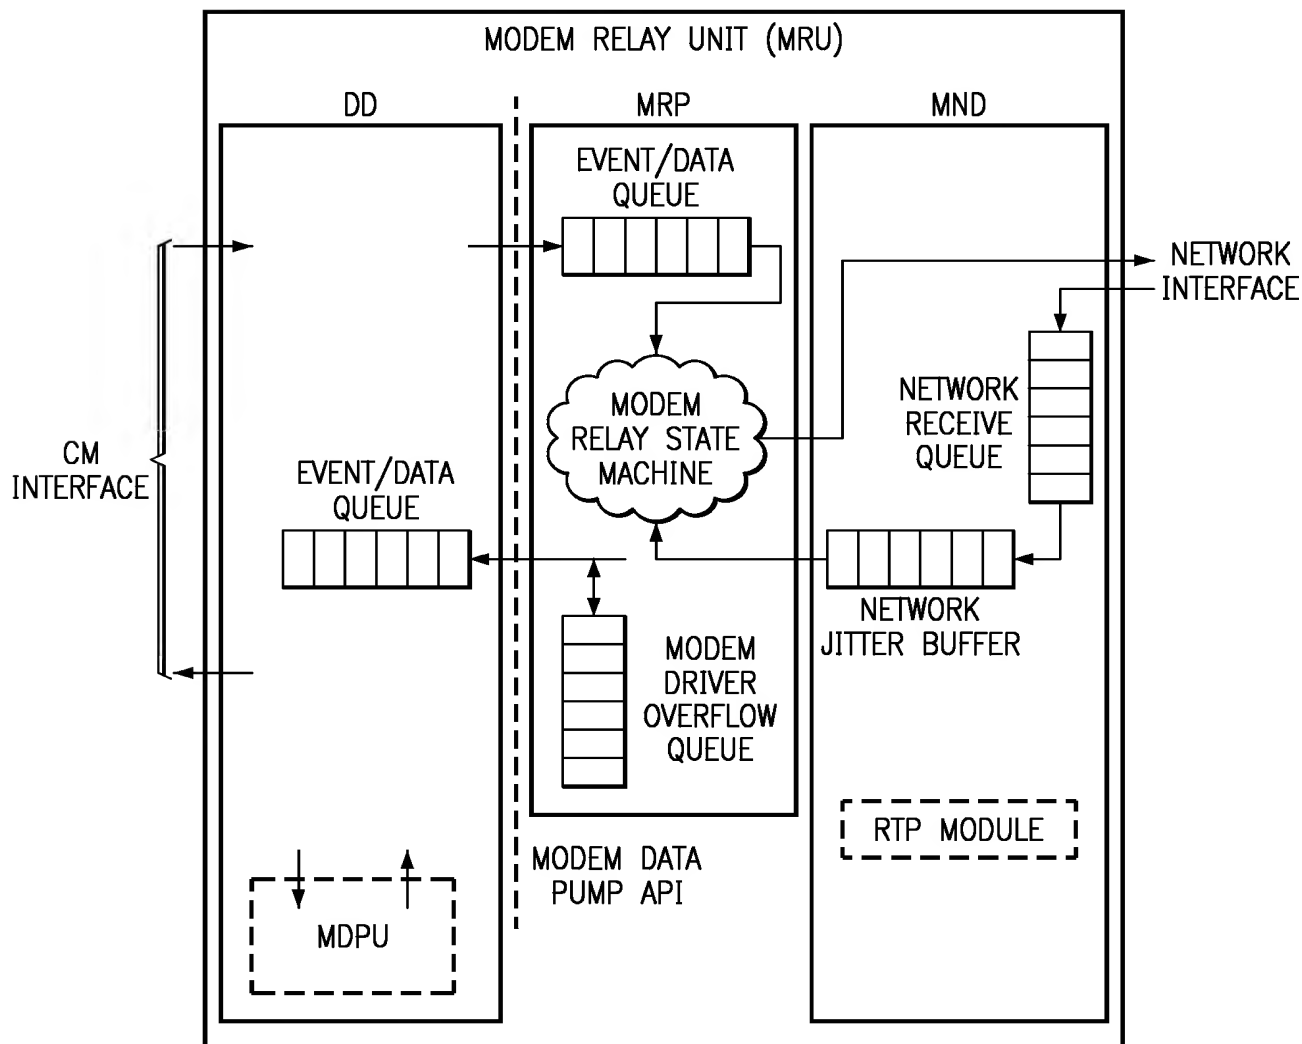 MODEM RELAY UNIT (MRU)
DD
MRP
MND
EVENT/DATA
QUEUE
NETWORK
INTERFACE
MODEM
RELAY STATE
MACHINE
NETWORK
RECEIVE
QUEUE
CM
INTERFACE
EVENT/DATA
QUEUE
NETWORK
JITTER BUFFER
MODEM
DRIVER
OVERFLOW
QUEUE
RTP MODULE
MODEM DATA
PUMP API
MDPU